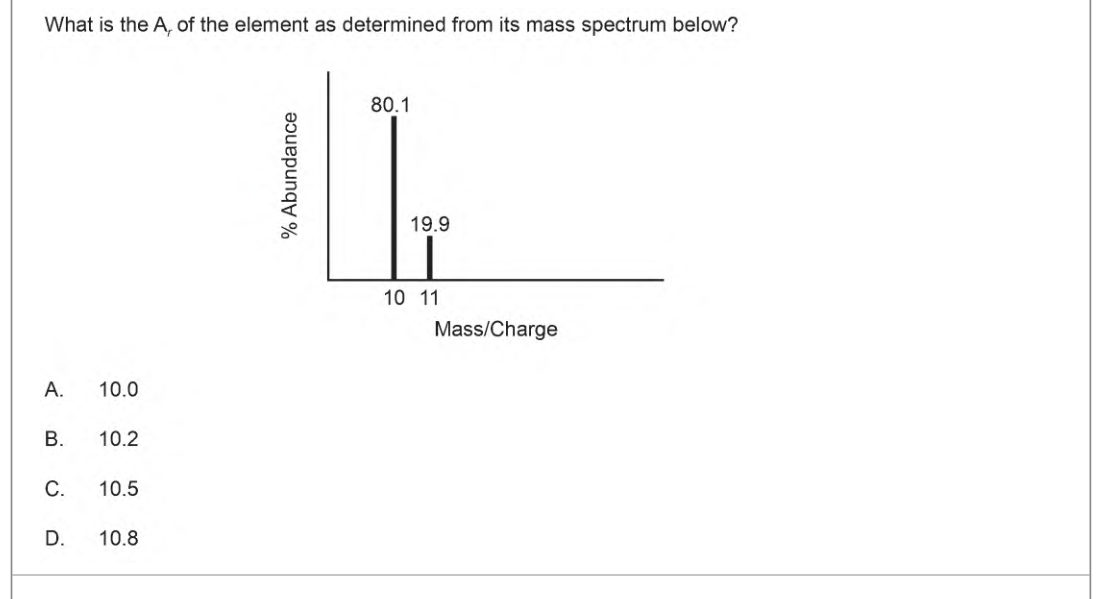 What is the Ar of the element as determined from its mass spectrum below?
% Abundance
80.1
19.9
10 11
Mass/Charge
A. 10.0
B. 10.2
C. 10.5
D. 10.8